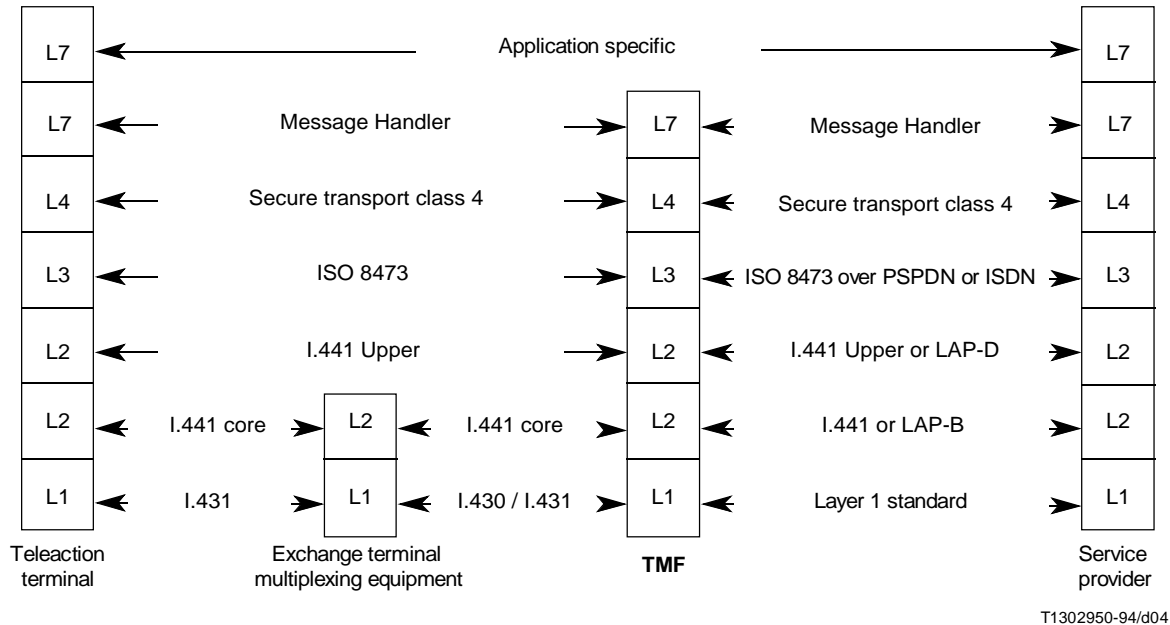 L7 Application specific L7
L7 Message Handler L7 Message Handler L7
L4 Secure transport class 4 L4 Secure transport class 4 L4
L3 ISO 8473 L3 ISO 8473 over PSPDN or ISDN L3
L2 I.441 Upper L2 I.441 Upper or LAP-D L2
L2 I.441 core L2 I.441 core L2 I.441 or LAP-B L2
L1 I.431 L1 I.430 / I.431 L1 Layer 1 standard L1
Teleaction
terminal
Exchange terminal
multiplexing equipment
TMF
Service
provider
T1302950-94/d04